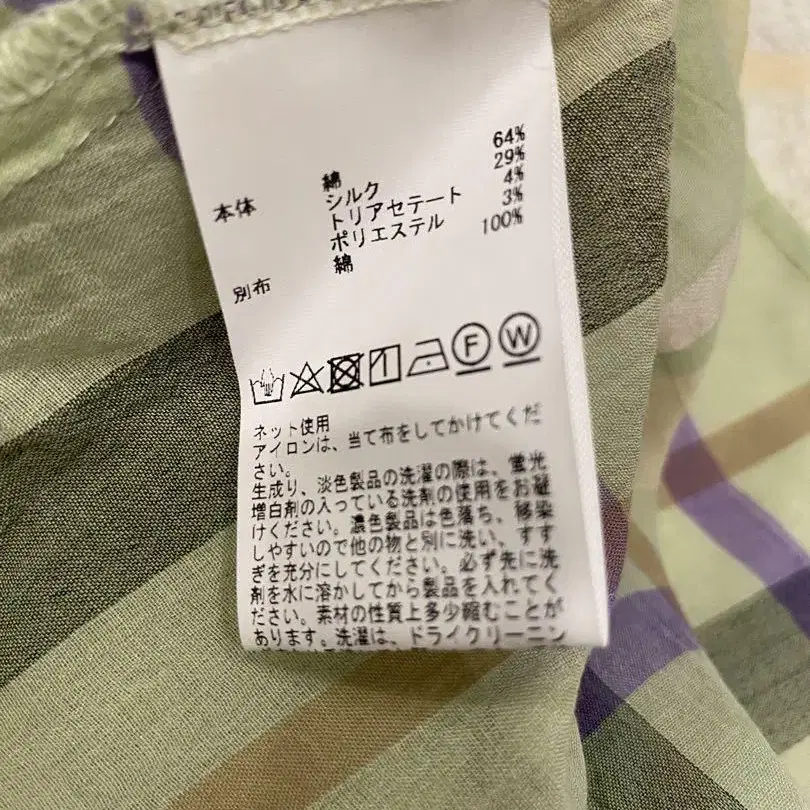 本体 綿 64%
シルク 29%
トリアセテート 4%
ポリエステル 3%
別布 綿 100%
F W
ネット使用
アイロンは、当て布をしてかけてくだ
さい。
生成り、淡色製品の洗濯の際は、蛍光
増白剤の入っている洗剤の使用をお避
けください。濃色製品は色落ち、移染
しやすいので他の物と別に洗い、すす
ぎを充分にしてください。必ず先に洗
剤を水に溶かしてから製品を入れてく
ださい。素材の性質上多少縮むことが
あります。洗濯は、ドライクリーニン